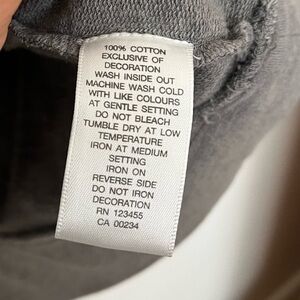 100% COTTON
EXCLUSIVE OF
DECORATION
WASH INSIDE OUT
MACHINE WASH COLD
WITH LIKE COLOURS
AT GENTLE SETTING
DO NOT BLEACH
TUMBLE DRY AT LOW
TEMPERATURE
IRON AT MEDIUM
SETTING
IRON ON
REVERSE SIDE
DO NOT IRON
DECORATION
RN 123455
CA 00234